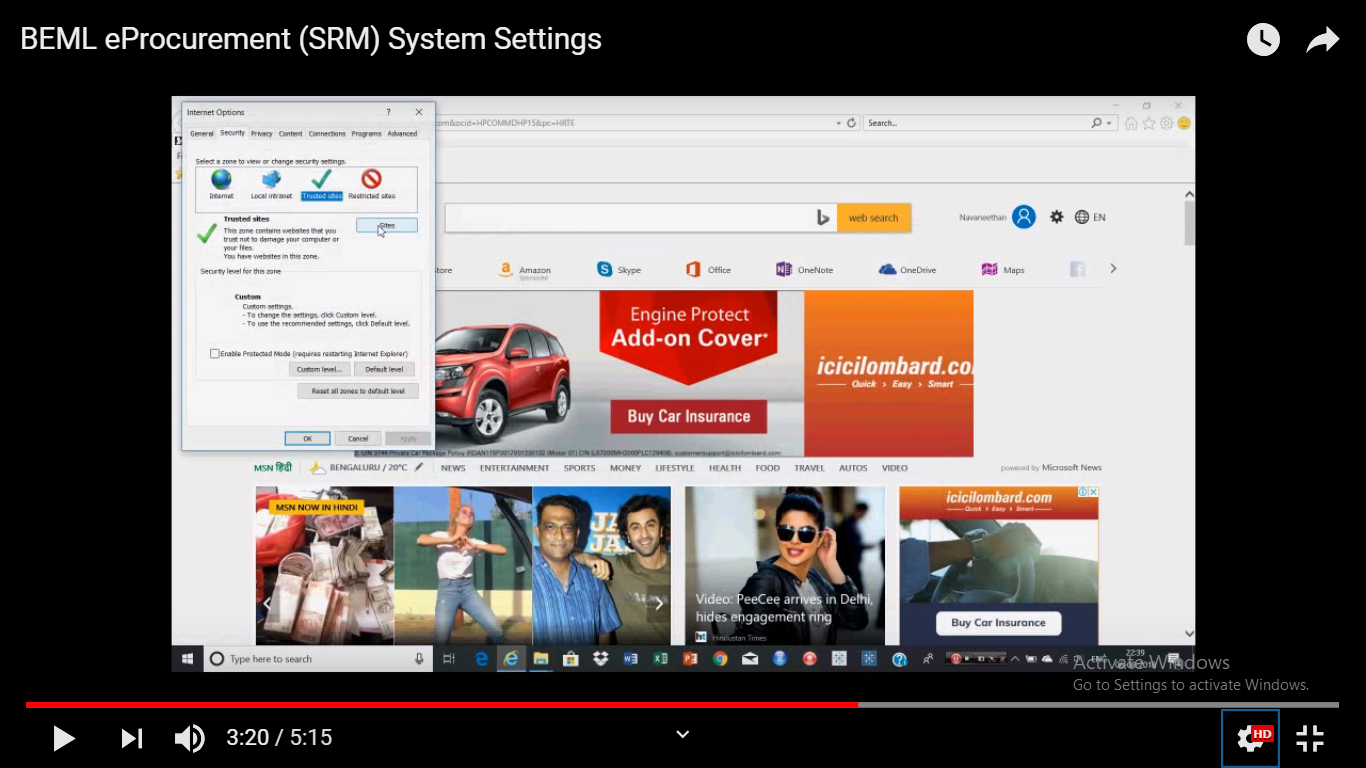 BEML eProcurement (SRM) System Settings
Internet Options
?
General Security Privacy Content Connections Programs Advanced
Select a zone to view or change security settings.
Internet Local intranet Trusted sites Restricted sites
Trusted sites
This zone contains websites that you
trust not to damage your computer or
your files.
You have websites in this zone.
Sites
Security level for this zone
Custom
Custom settings.
- To change the settings, click Custom level.
- To use the recommended settings, click Default level.
Enable Protected Mode (requires restarting Internet Explorer)
Custom level... Default level
Reset all zones to default level
OK Cancel Apply
om&ocid=HPCOMMDHP15&pc=HRTE
Search...
web search
Navaneethan
EN
tore Amazon Skype Office OneNote OneDrive Maps
Sponsored
Engine Protect
Add-on Cover*
Buy Car Insurance
icicilombard.co
Quick > Easy > Smart
MSN हिंदी BENGALURU / 20°C NEWS ENTERTAINMENT SPORTS MONEY LIFESTYLE HEALTH FOOD TRAVEL AUTOS VIDEO
powered by Microsoft News
MSN NOW IN HINDI
Video: PeeCee arrives in Delhi,
hides engagement ring
ht Hindustan Times
icicilombard.com
Quick > Easy > Smart
Buy Car Insurance
Type here to search
22:39
Activate Windows
Go to Settings to activate Windows.
3:20 / 5:15
HD